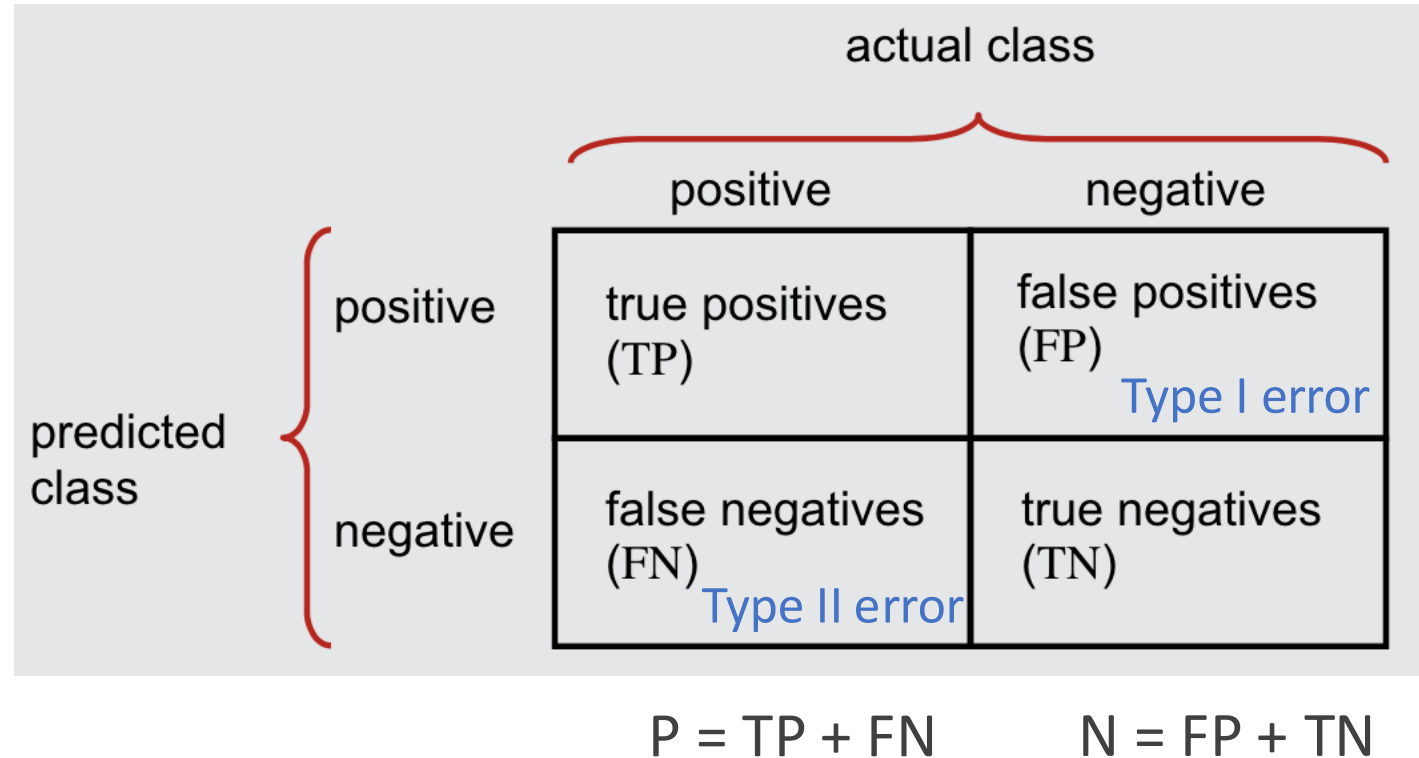 actual class
positive
negative
positive
true positives
(TP)
false positives
(FP)
Type I error
predicted
class
negative
false negatives
(FN)
Type II error
true negatives
(TN)
P = TP + FN
N = FP + TN